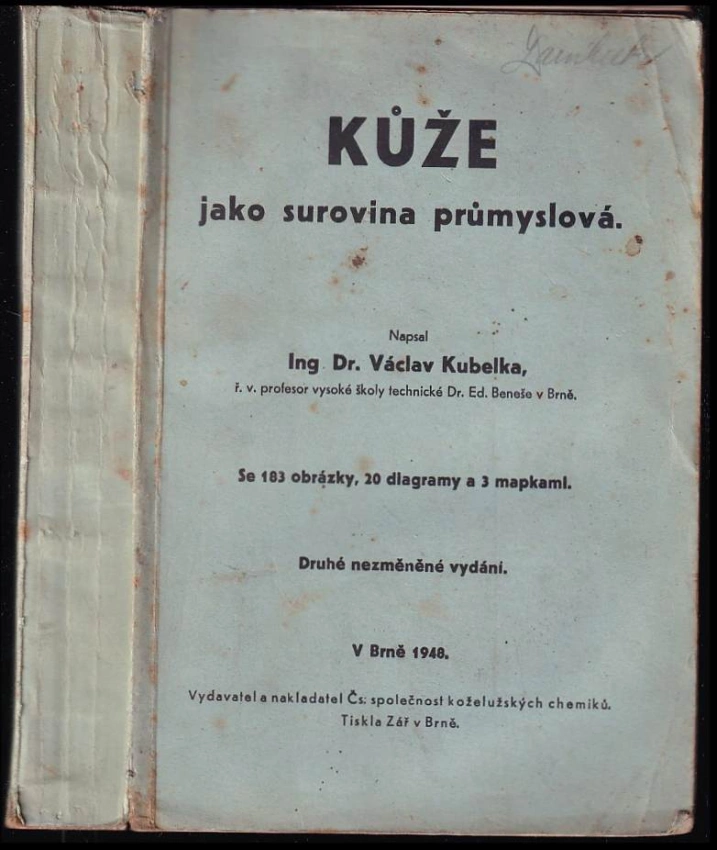 KŮŽE
jako surovina průmyslová.
Napsal
Ing. Dr. Václav Kubelka,
ř. v. profesor vysoké školy technické Dr. Ed. Beneše v Brně.
Se 183 obrázky, 20 diagramy a 3 mapkami.
Druhé nezměněné vydání.
V Brně 1948.
Vydavatel a nakladatel Čs. společnost koželužských chemiků.
Tiskla Zář v Brně.